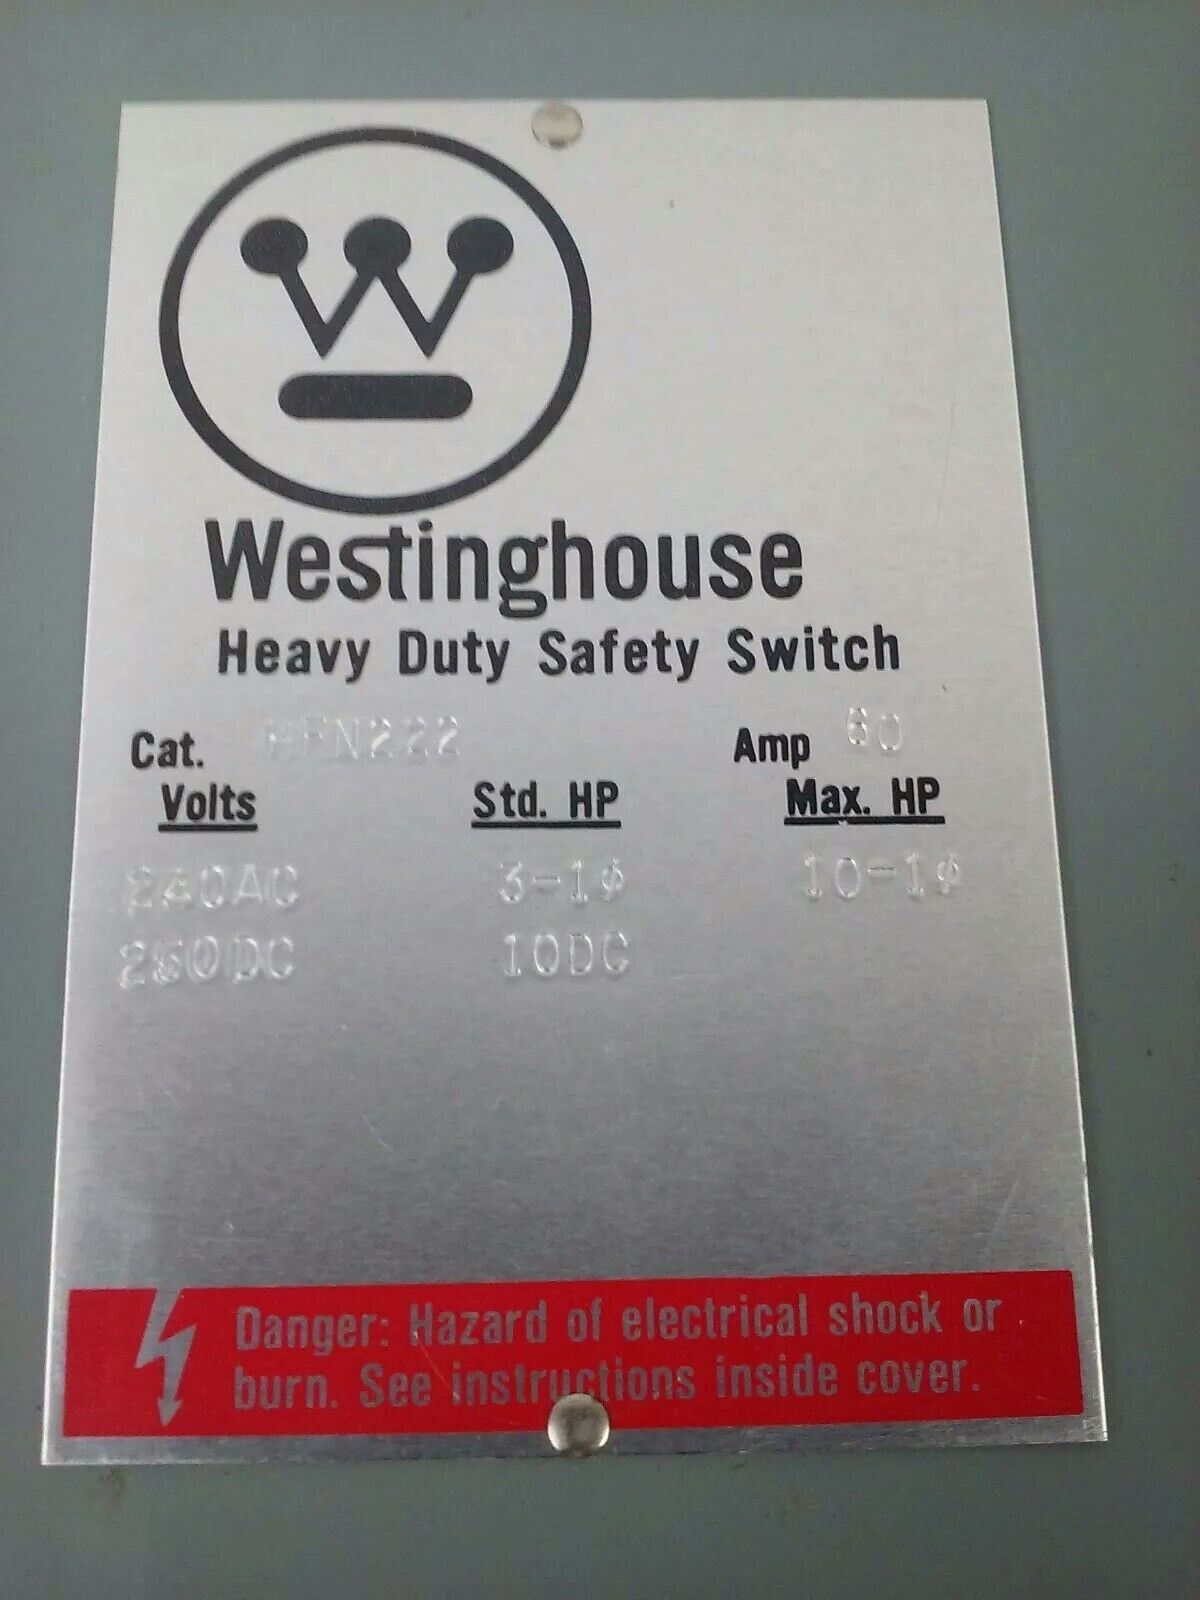 W
Westinghouse
Heavy Duty Safety Switch
Cat. HFN222 Amp 60
Volts Std. HP Max. HP
240AC 3-1φ 10-1φ
250DC 10DC
Danger: Hazard of electrical shock or
burn. See instructions inside cover.